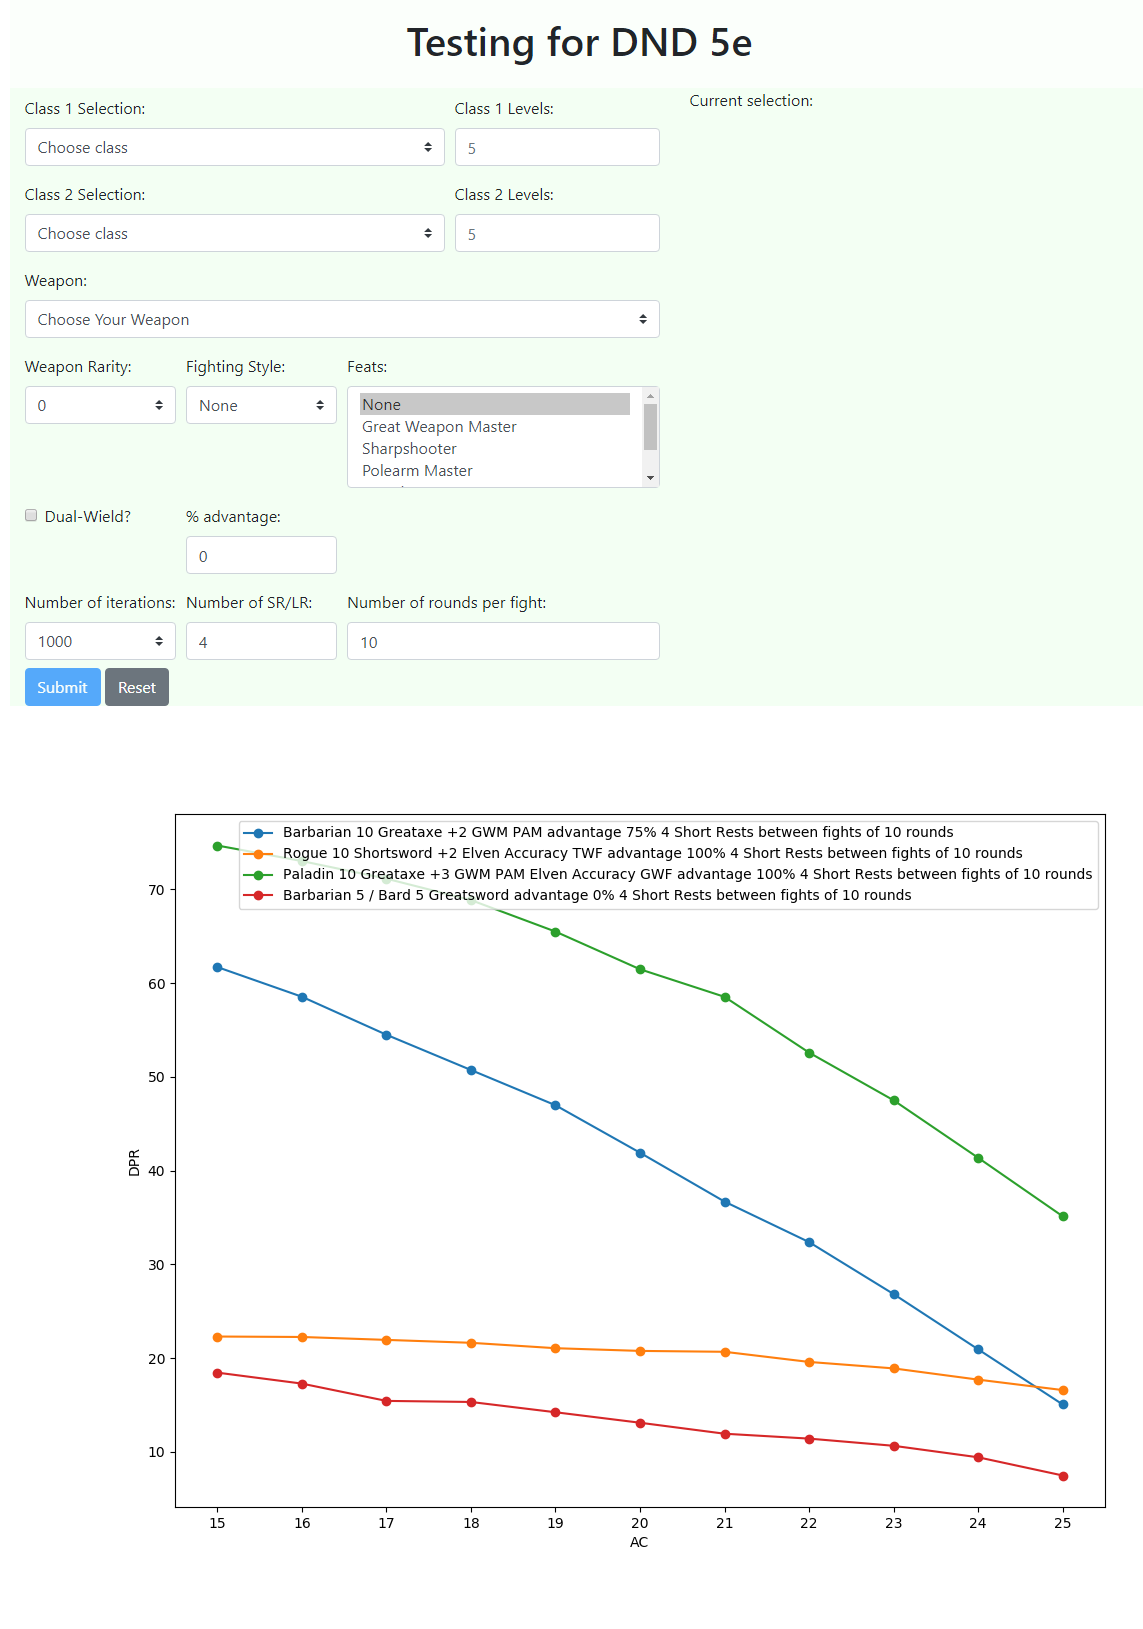 Testing for DND 5e
Class 1 Selection:
Class 1 Levels:
Current selection:
Choose class
5
Class 2 Selection:
Class 2 Levels:
Choose class
5
Weapon:
Choose Your Weapon
Weapon Rarity:
Fighting Style:
Feats:
0
None
None
Great Weapon Master
Sharpshooter
Polearm Master
Dual-Wield?
% advantage:
0
Number of iterations:
Number of SR/LR:
Number of rounds per fight:
1000
4
10
Submit
Reset
Barbarian 10 Greataxe +2 GWM PAM advantage 75% 4 Short Rests between fights of 10 rounds
Rogue 10 Shortsword +2 Elven Accuracy TWF advantage 100% 4 Short Rests between fights of 10 rounds
Paladin 10 Greataxe +3 GWM PAM Elven Accuracy GWF advantage 100% 4 Short Rests between fights of 10 rounds
Barbarian 5 / Bard 5 Greatsword advantage 0% 4 Short Rests between fights of 10 rounds
70
60
50
40
30
20
10
DPR
15 16 17 18 19 20 21 22 23 24 25
AC